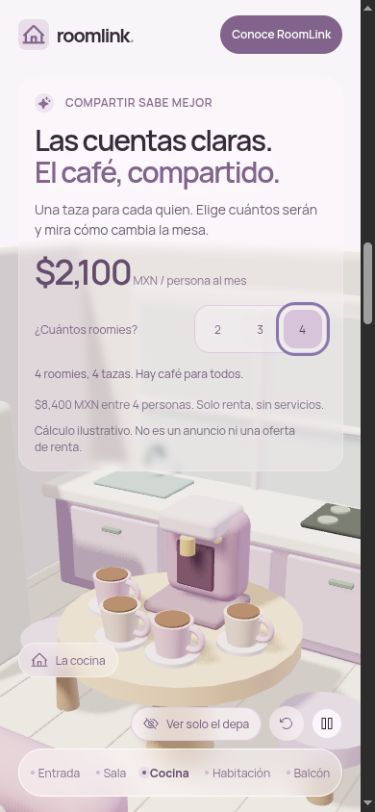 roomlink.
Conoce RoomLink
COMPARTIR SABE MEJOR
Las cuentas claras.
El café, compartido.
Una taza para cada quien. Elige cuántos serán
y mira cómo cambia la mesa.
$2,100 MXN / persona al mes
¿Cuántos roomies? 2 3 4
4 roomies, 4 tazas. Hay café para todos.
$8,400 MXN entre 4 personas. Solo renta, sin servicios.
Cálculo ilustrativo. No es un anuncio ni una oferta
de renta.
La cocina
Ver solo el depa
Entrada Sala Cocina Habitación Balcón